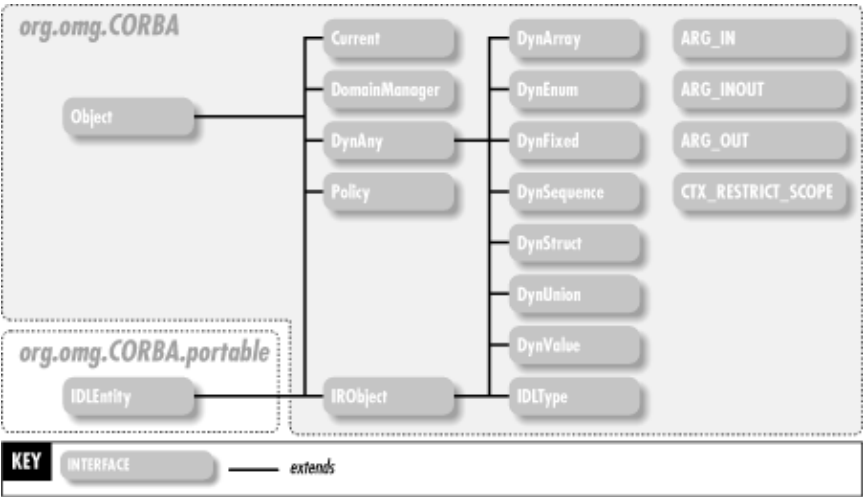 org.omg.CORBA
Current
DynArray
ARG_IN
DomainManager
DynEnum
ARG_INOUT
Object
DynAny
DynFixed
ARG_OUT
Policy
DynSequence
CTX_RESTRICT_SCOPE
DynStruct
DynUnion
org.omg.CORBA.portable
DynValue
IDLEntity
IRObject
IDLType
KEY
INTERFACE
extends